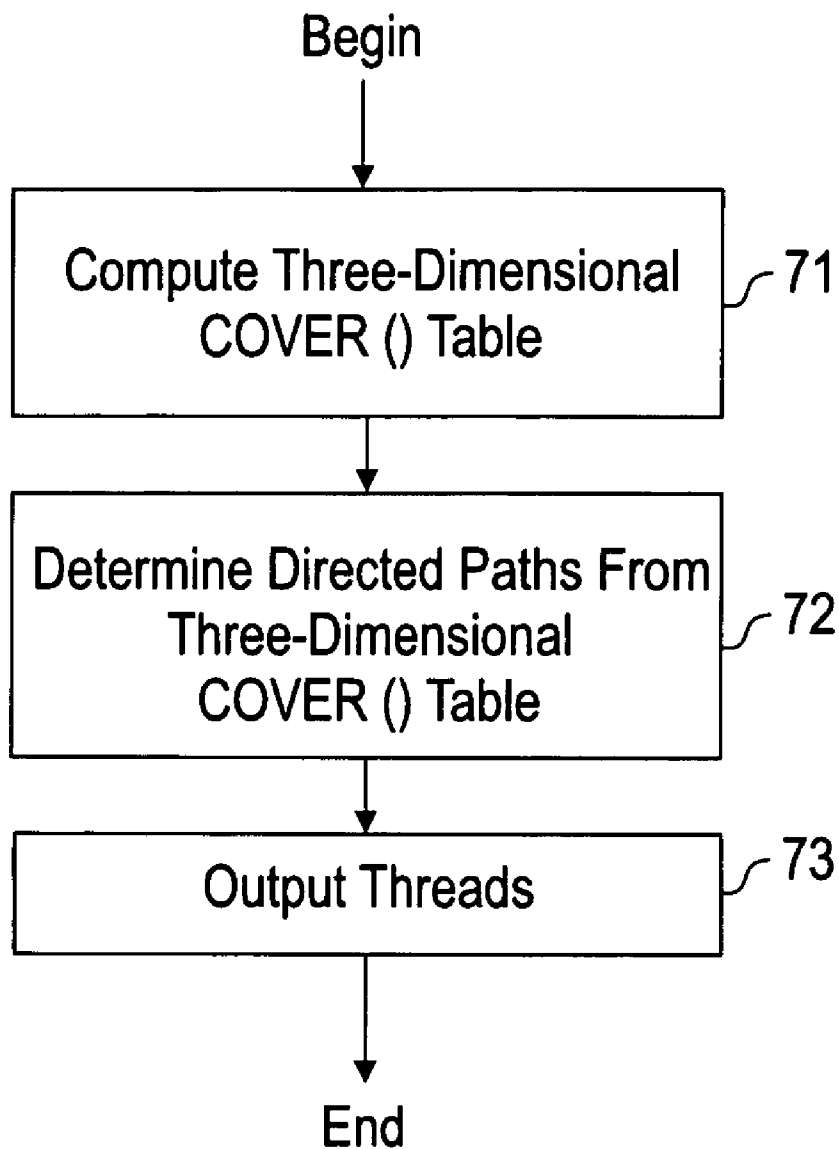 Begin
Compute Three-Dimensional
COVER () Table
71
Determine Directed Paths From
Three-Dimensional
COVER () Table
72
Output Threads
73
End